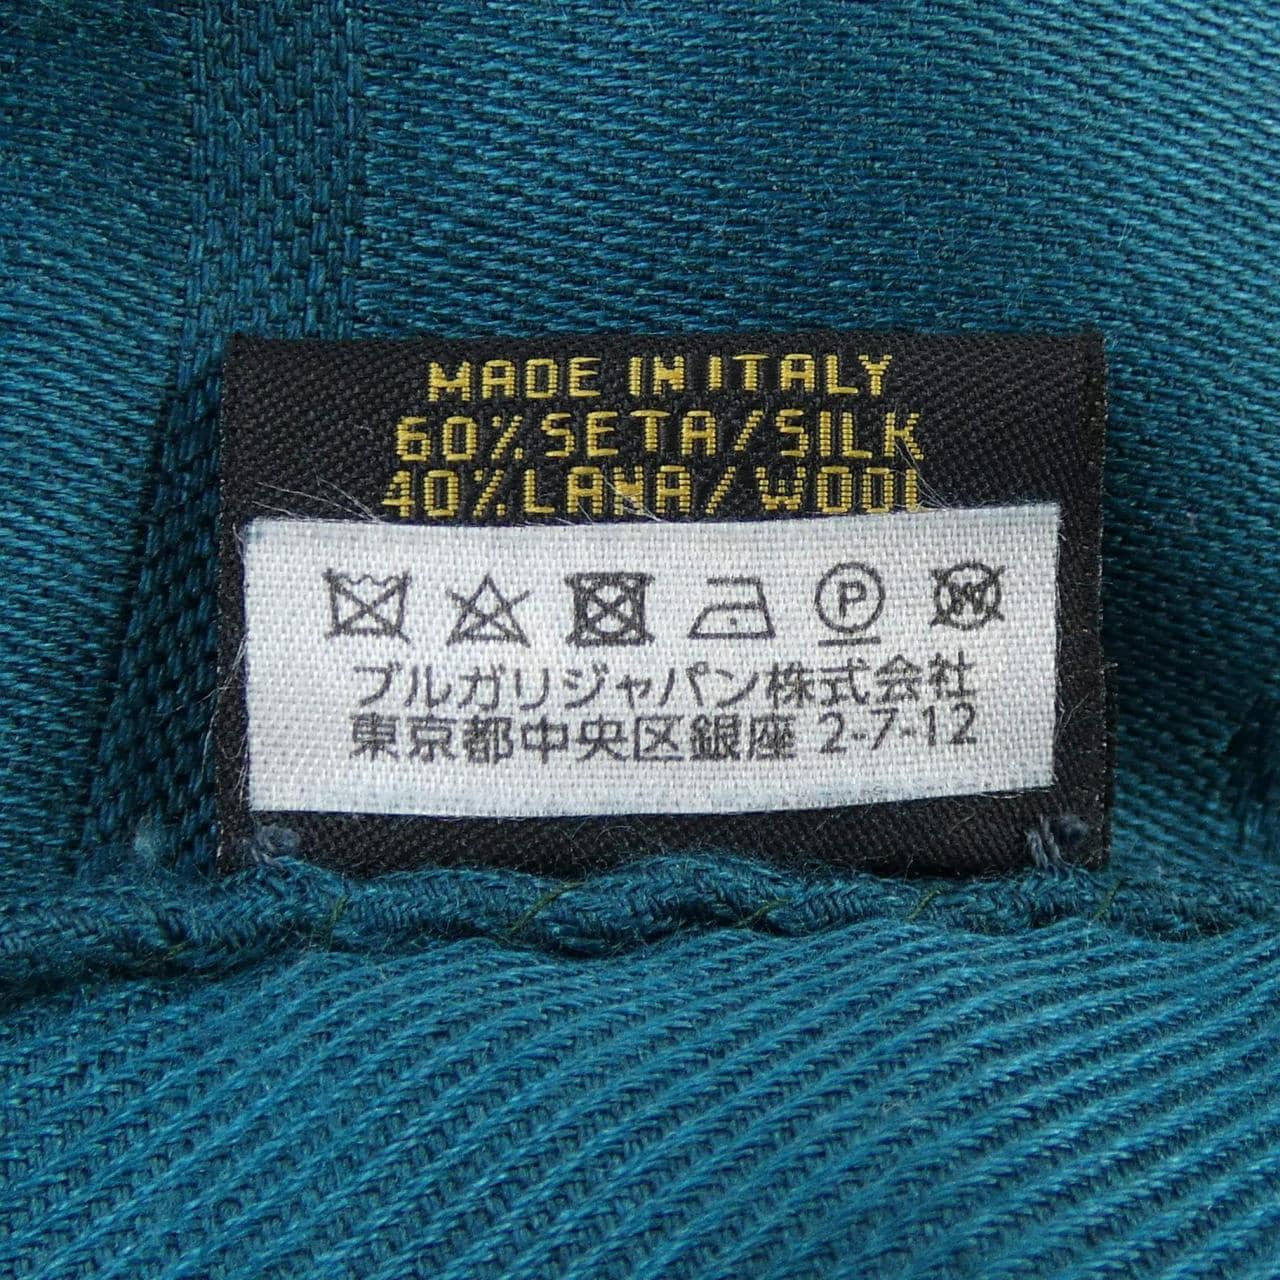 MADE IN ITALY
60% SETA/SILK
40% LANA/WOOL
P
W
ブルガリジャパン株式会社
東京都中央区銀座 2-7-12